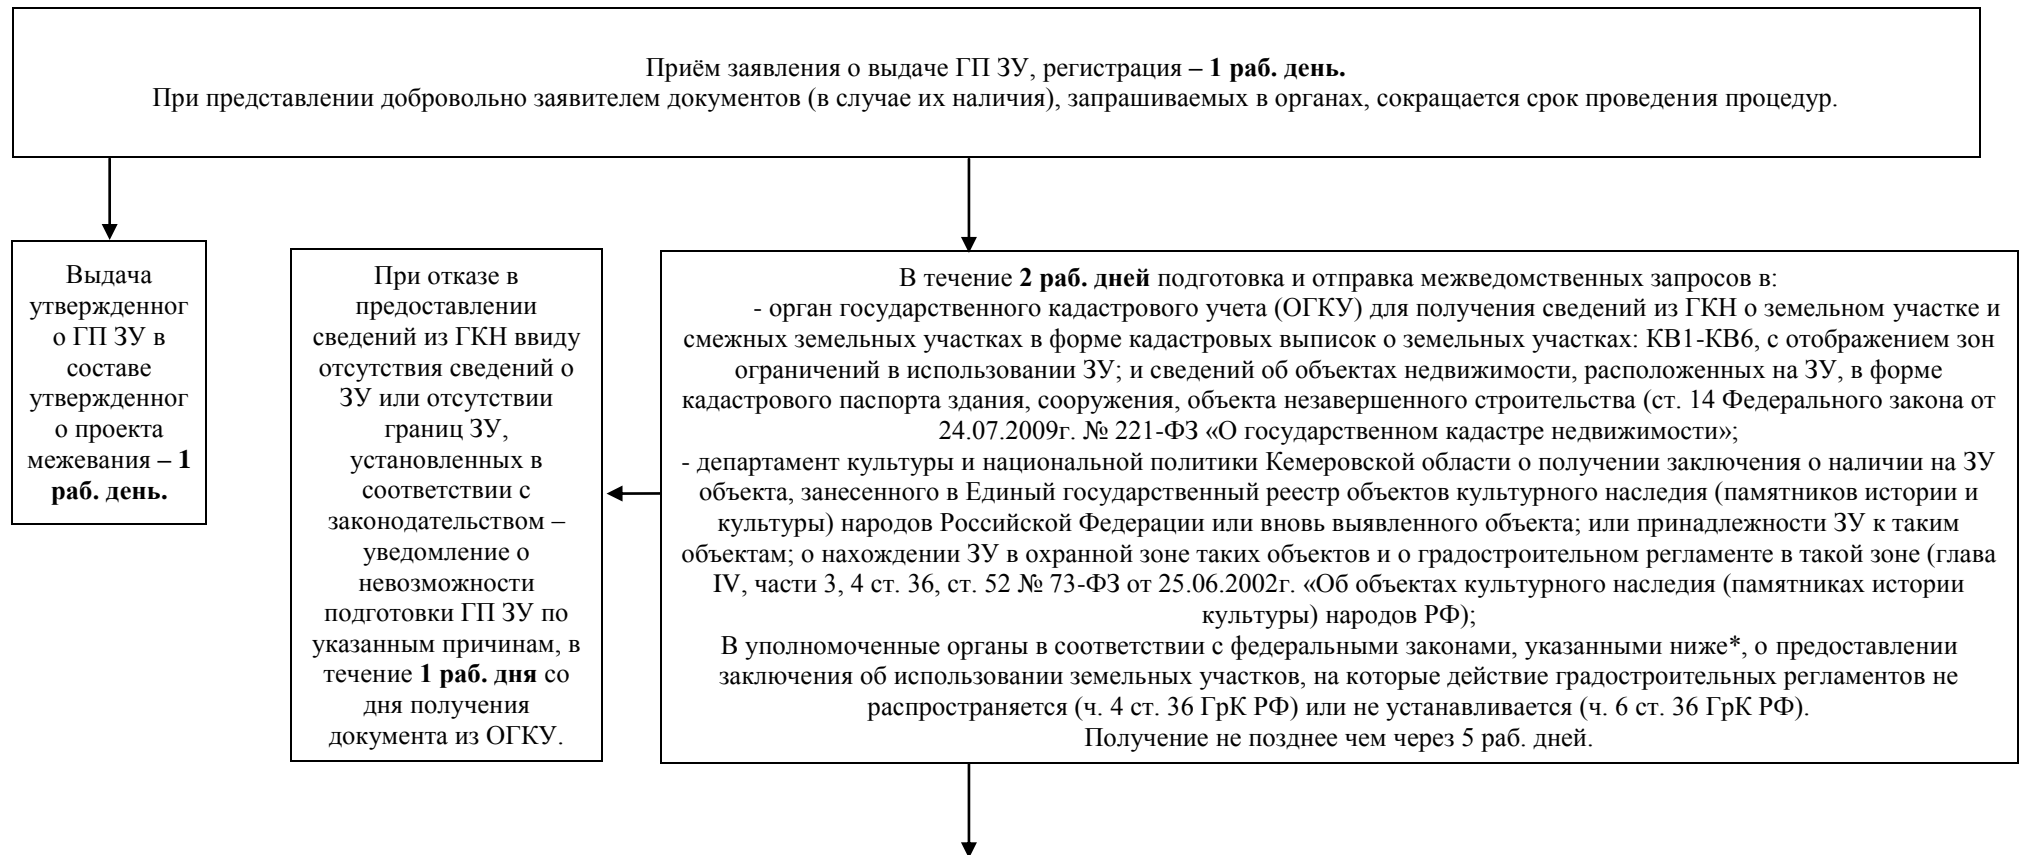 Приём заявления о выдаче ГП ЗУ, регистрация – 1 раб. день.
При представлении добровольно заявителем документов (в случае их наличия), запрашиваемых в органах, сокращается срок проведения процедур.
Выдача
утвержденног
о ГП ЗУ в
составе
утвержденног
о проекта
межевания – 1
раб. день.
При отказе в
предоставлении
сведений из ГКН ввиду
отсутствия сведений о
ЗУ или отсутствии
границ ЗУ,
установленных в
соответствии с
законодательством –
уведомление о
невозможности
подготовки ГП ЗУ по
указанным причинам, в
течение 1 раб. дня со
дня получения
документа из ОГКУ.
В течение 2 раб. дней подготовка и отправка межведомственных запросов в:
- орган государственного кадастрового учета (ОГКУ) для получения сведений из ГКН о земельном участке и
смежных земельных участках в форме кадастровых выписок о земельных участках: КВ1-КВ6, с отображением зон
ограничений в использовании ЗУ; и сведений об объектах недвижимости, расположенных на ЗУ, в форме
кадастрового паспорта здания, сооружения, объекта незавершенного строительства (ст. 14 Федерального закона от
24.07.2009г. № 221-ФЗ «О государственном кадастре недвижимости»;
- департамент культуры и национальной политики Кемеровской области о получении заключения о наличии на ЗУ
объекта, занесенного в Единый государственный реестр объектов культурного наследия (памятников истории и
культуры) народов Российской Федерации или вновь выявленного объекта; или принадлежности ЗУ к таким
объектам; о нахождении ЗУ в охранной зоне таких объектов и о градостроительном регламенте в такой зоне (глава
IV, части 3, 4 ст. 36, ст. 52 № 73-ФЗ от 25.06.2002г. «Об объектах культурного наследия (памятниках истории
культуры) народов РФ);
В уполномоченные органы в соответствии с федеральными законами, указанными ниже*, о предоставлении
заключения об использовании земельных участков, на которые действие градостроительных регламентов не
распространяется (ч. 4 ст. 36 ГрК РФ) или не устанавливается (ч. 6 ст. 36 ГрК РФ).
Получение не позднее чем через 5 раб. дней.